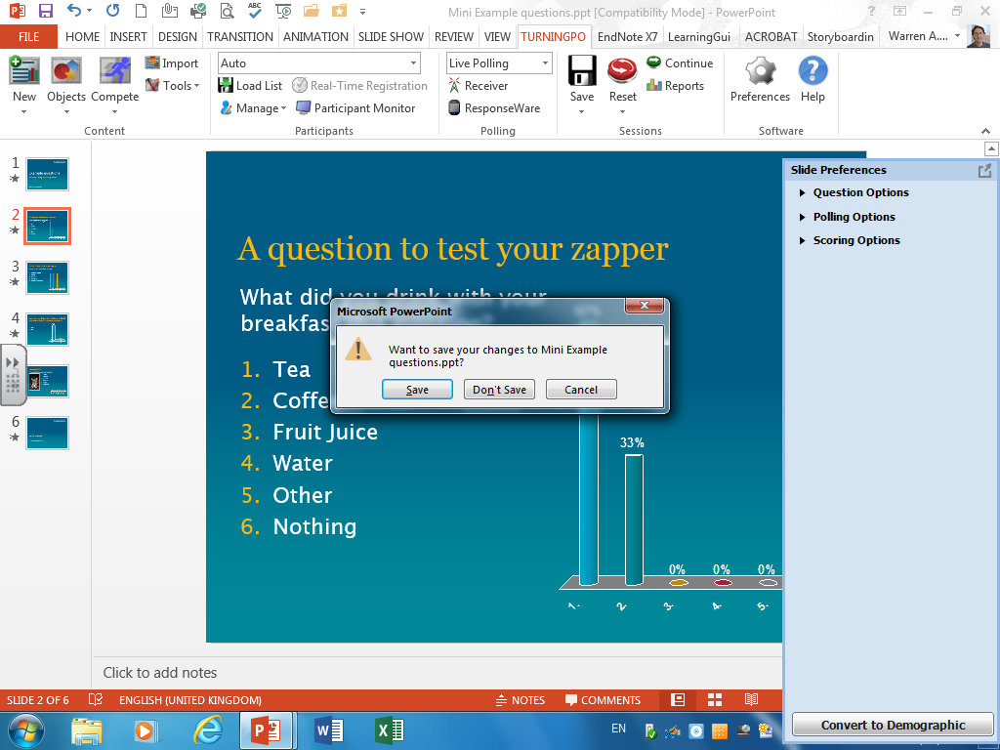 Mini Example questions.ppt [Compatibility Mode] - PowerPoint
FILE HOME INSERT DESIGN TRANSITION ANIMATION SLIDE SHOW REVIEW VIEW TURNINGPO EndNote X7 LearningGui ACROBAT Storyboardin Warren A....
New Objects Compete Import Tools
Content
Auto
Load List Real-Time Registration
Manage Participant Monitor
Participants
Live Polling
Receiver
ResponseWare
Polling
Save Reset Continue Reports
Sessions
Preferences Help
Software
1
2
3
4
6
A question to test your zapper
What did you drink with your
breakfas
1. Tea
2. Coffe
3. Fruit Juice
4. Water
5. Other
6. Nothing
33%
0% 0% 0%
1. 2. 3. 4. 5.
Microsoft PowerPoint
Want to save your changes to Mini Example
questions.ppt?
Save Don't Save Cancel
Slide Preferences
Question Options
Polling Options
Scoring Options
Convert to Demographic
Click to add notes
SLIDE 2 OF 6 ENGLISH (UNITED KINGDOM) NOTES COMMENTS
EN